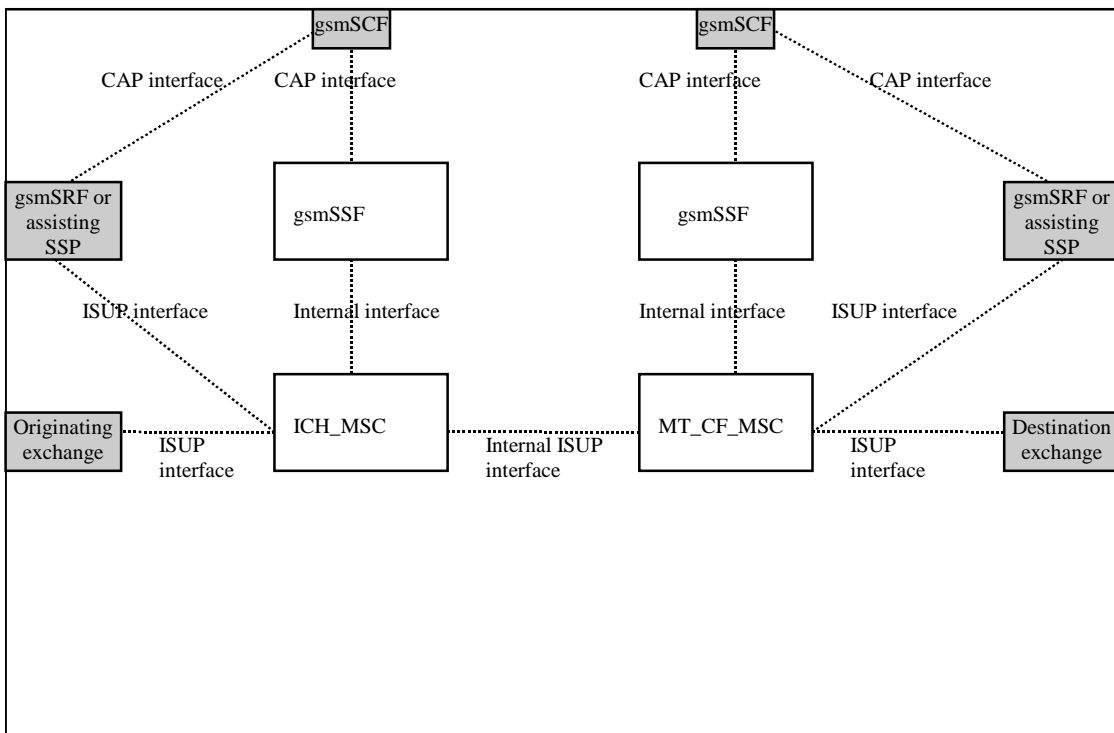 gsmSCF
gsmSCF
CAP interface
CAP interface
CAP interface
CAP interface
gsmSRF or
assisting
SSP
gsmSSF
gsmSSF
gsmSRF or
assisting
SSP
ISUP interface
Internal interface
Internal interface
ISUP interface
Originating
exchange
ISUP
interface
ICH_MSC
Internal ISUP
interface
MT_CF_MSC
ISUP
interface
Destination
exchange